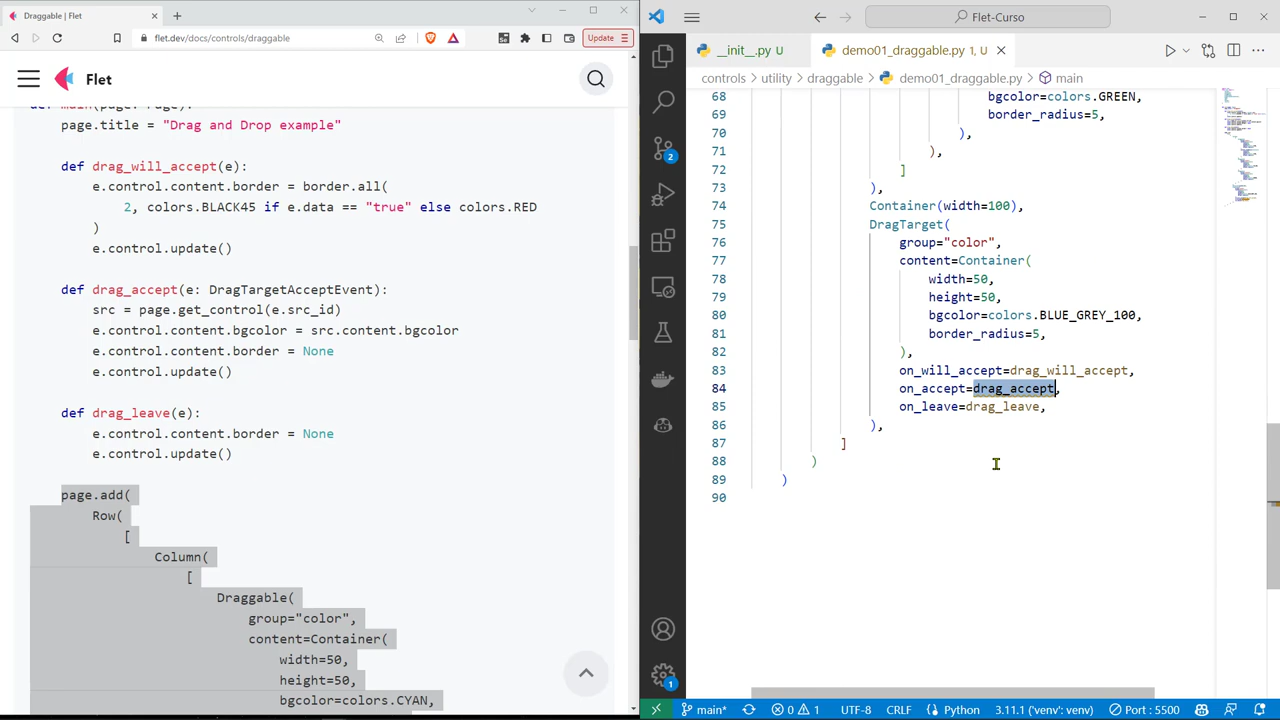 Draggable | Flet
flet.dev/docs/controls/draggable
Update
Flet
def main(page: Page):
page.title = "Drag and Drop example"
def drag_will_accept(e):
e.control.content.border = border.all(
2, colors.BLACK45 if e.data == "true" else colors.RED
)
e.control.update()
def drag_accept(e: DragTargetAcceptEvent):
src = page.get_control(e.src_id)
e.control.content.bgcolor = src.content.bgcolor
e.control.content.border = None
e.control.update()
def drag_leave(e):
e.control.content.border = None
e.control.update()
page.add(
Row(
[
Column(
[
Draggable(
group="color",
content=Container(
width=50,
height=50,
bgcolor=colors.CYAN,
Flet-Curso
__init__.py U
demo01_draggable.py 1, U
controls utility draggable demo01_draggable.py main
68 bgcolor=colors.GREEN,
69 border_radius=5,
70 ),
71 ),
72 ]
73 ),
74 Container(width=100),
75 DragTarget(
76 group="color",
77 content=Container(
78 width=50,
79 height=50,
80 bgcolor=colors.BLUE_GREY_100,
81 border_radius=5,
82 ),
83 on_will_accept=drag_will_accept,
84 on_accept=drag_accept,
85 on_leave=drag_leave,
86 ),
87 ]
88 )
89 )
90
2
1
main* 0 1 UTF-8 CRLF Python 3.11.1 ('venv': venv) Port : 5500